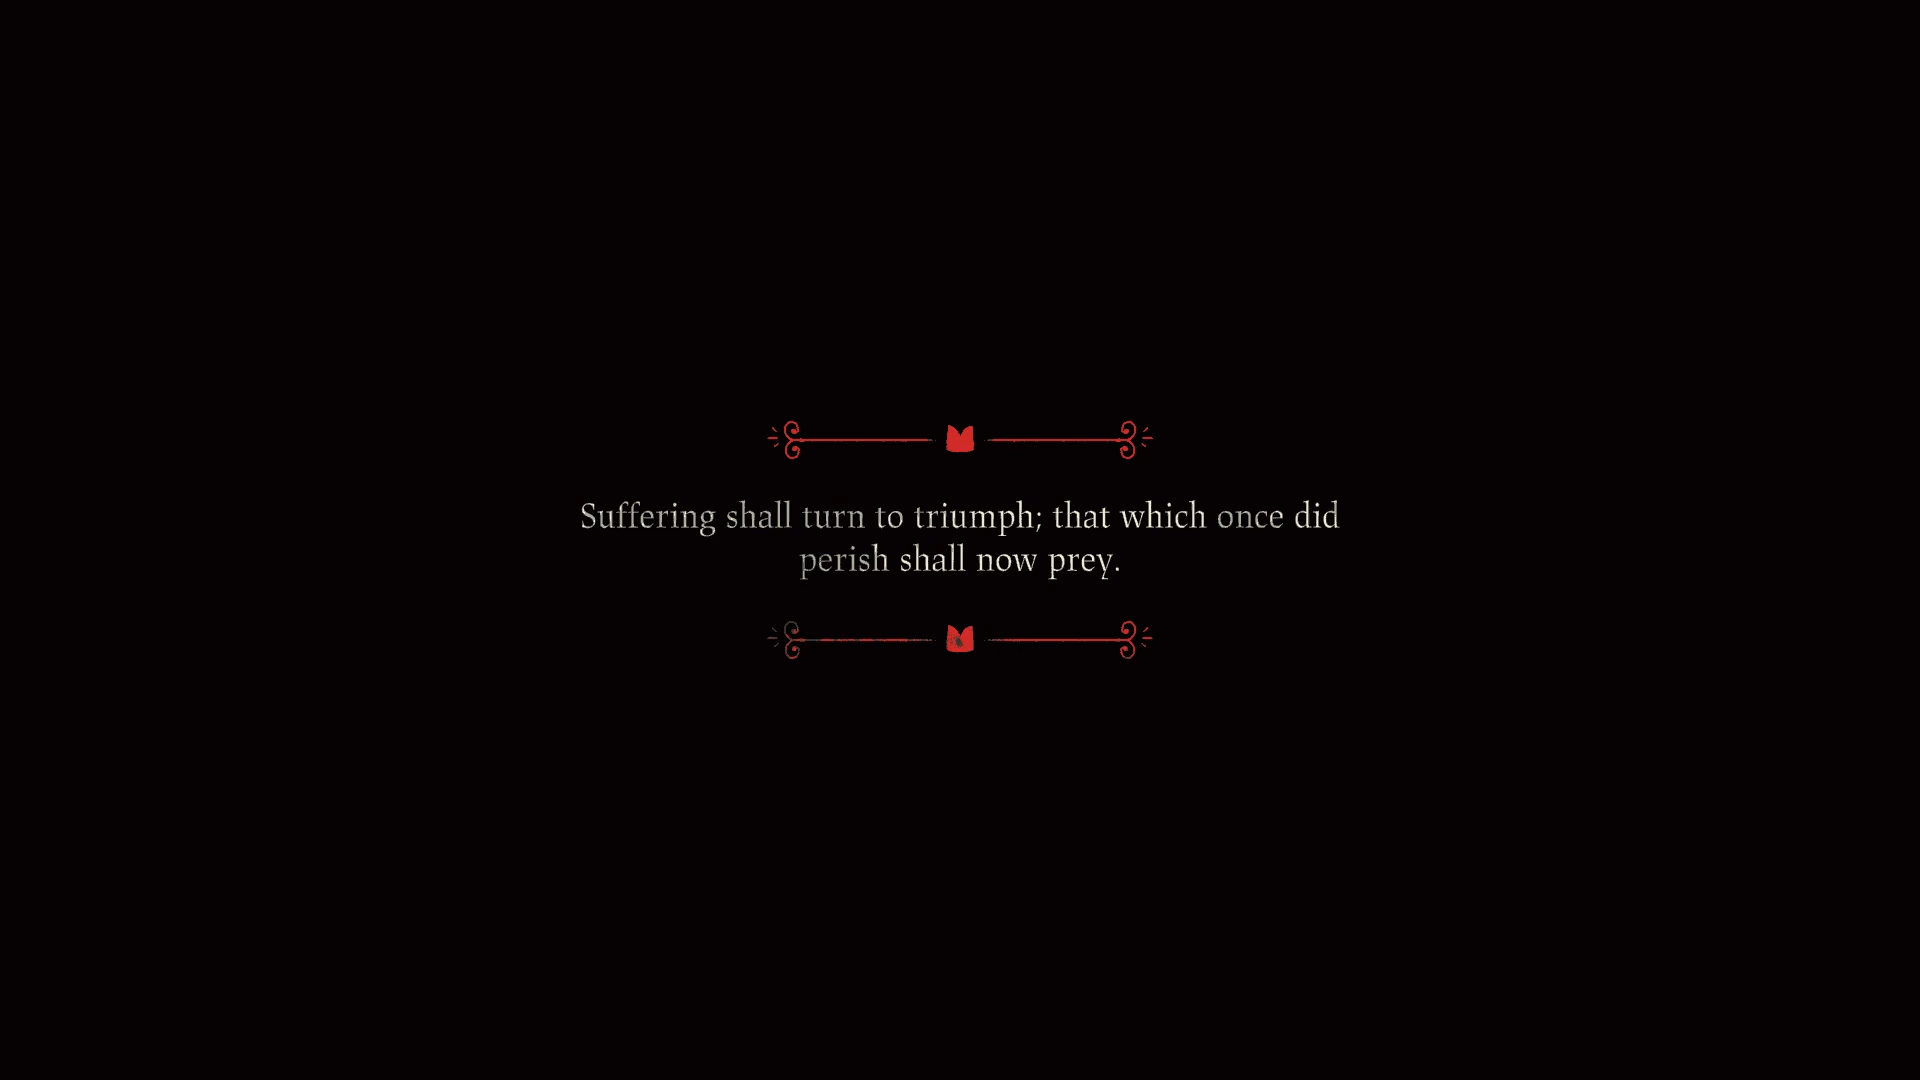 Suffering shall turn to triumph; that which once did
perish shall now prey.